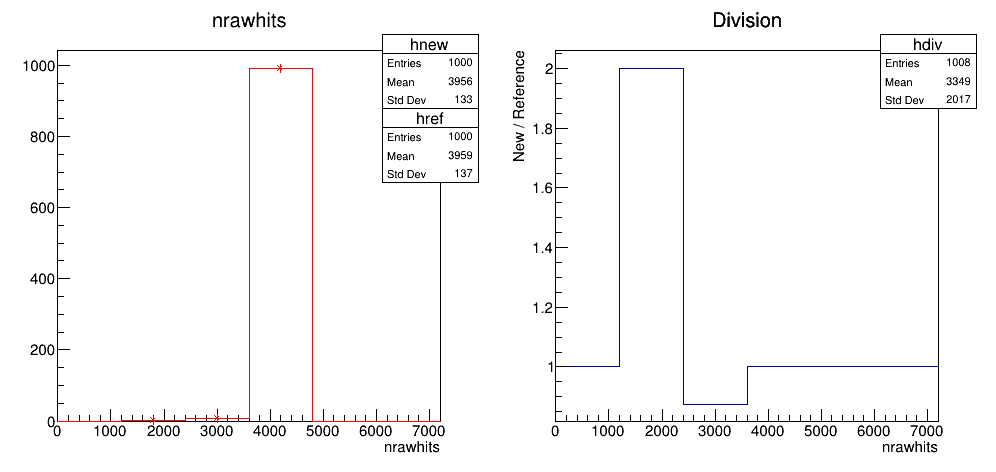 nrawhits
hnew
Entries 1000
Mean 3956
Std Dev 133
href
Entries 1000
Mean 3959
Std Dev 137
1000
800
600
400
200
0
0 1000 2000 3000 4000 5000 6000 7000
nrawhits
Division
hdiv
Entries 1008
Mean 3349
Std Dev 2017
New / Reference
2
1.8
1.6
1.4
1.2
1
0 1000 2000 3000 4000 5000 6000 7000
nrawhits